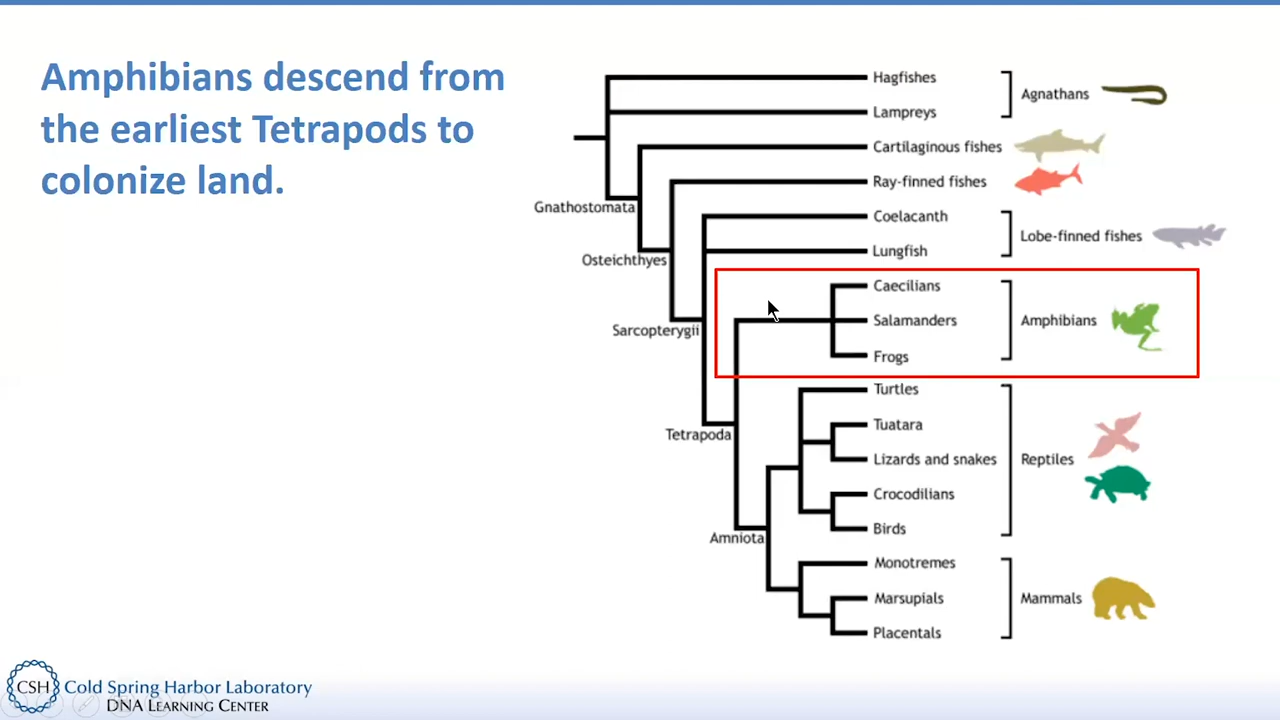 Amphibians descend from
the earliest Tetrapods to
colonize land.
Hagfishes
Lampreys
Agnathans
Cartilaginous fishes
Ray-finned fishes
Gnathostomata
Coelacanth
Lungfish
Lobe-finned fishes
Osteichthyes
Caecilians
Salamanders
Frogs
Amphibians
Sarcopterygii
Turtles
Tuatara
Lizards and snakes
Crocodilians
Birds
Reptiles
Tetrapoda
Amniota
Monotremes
Marsupials
Placentals
Mammals
CSH
Cold Spring Harbor Laboratory
DNA LEARNING CENTER